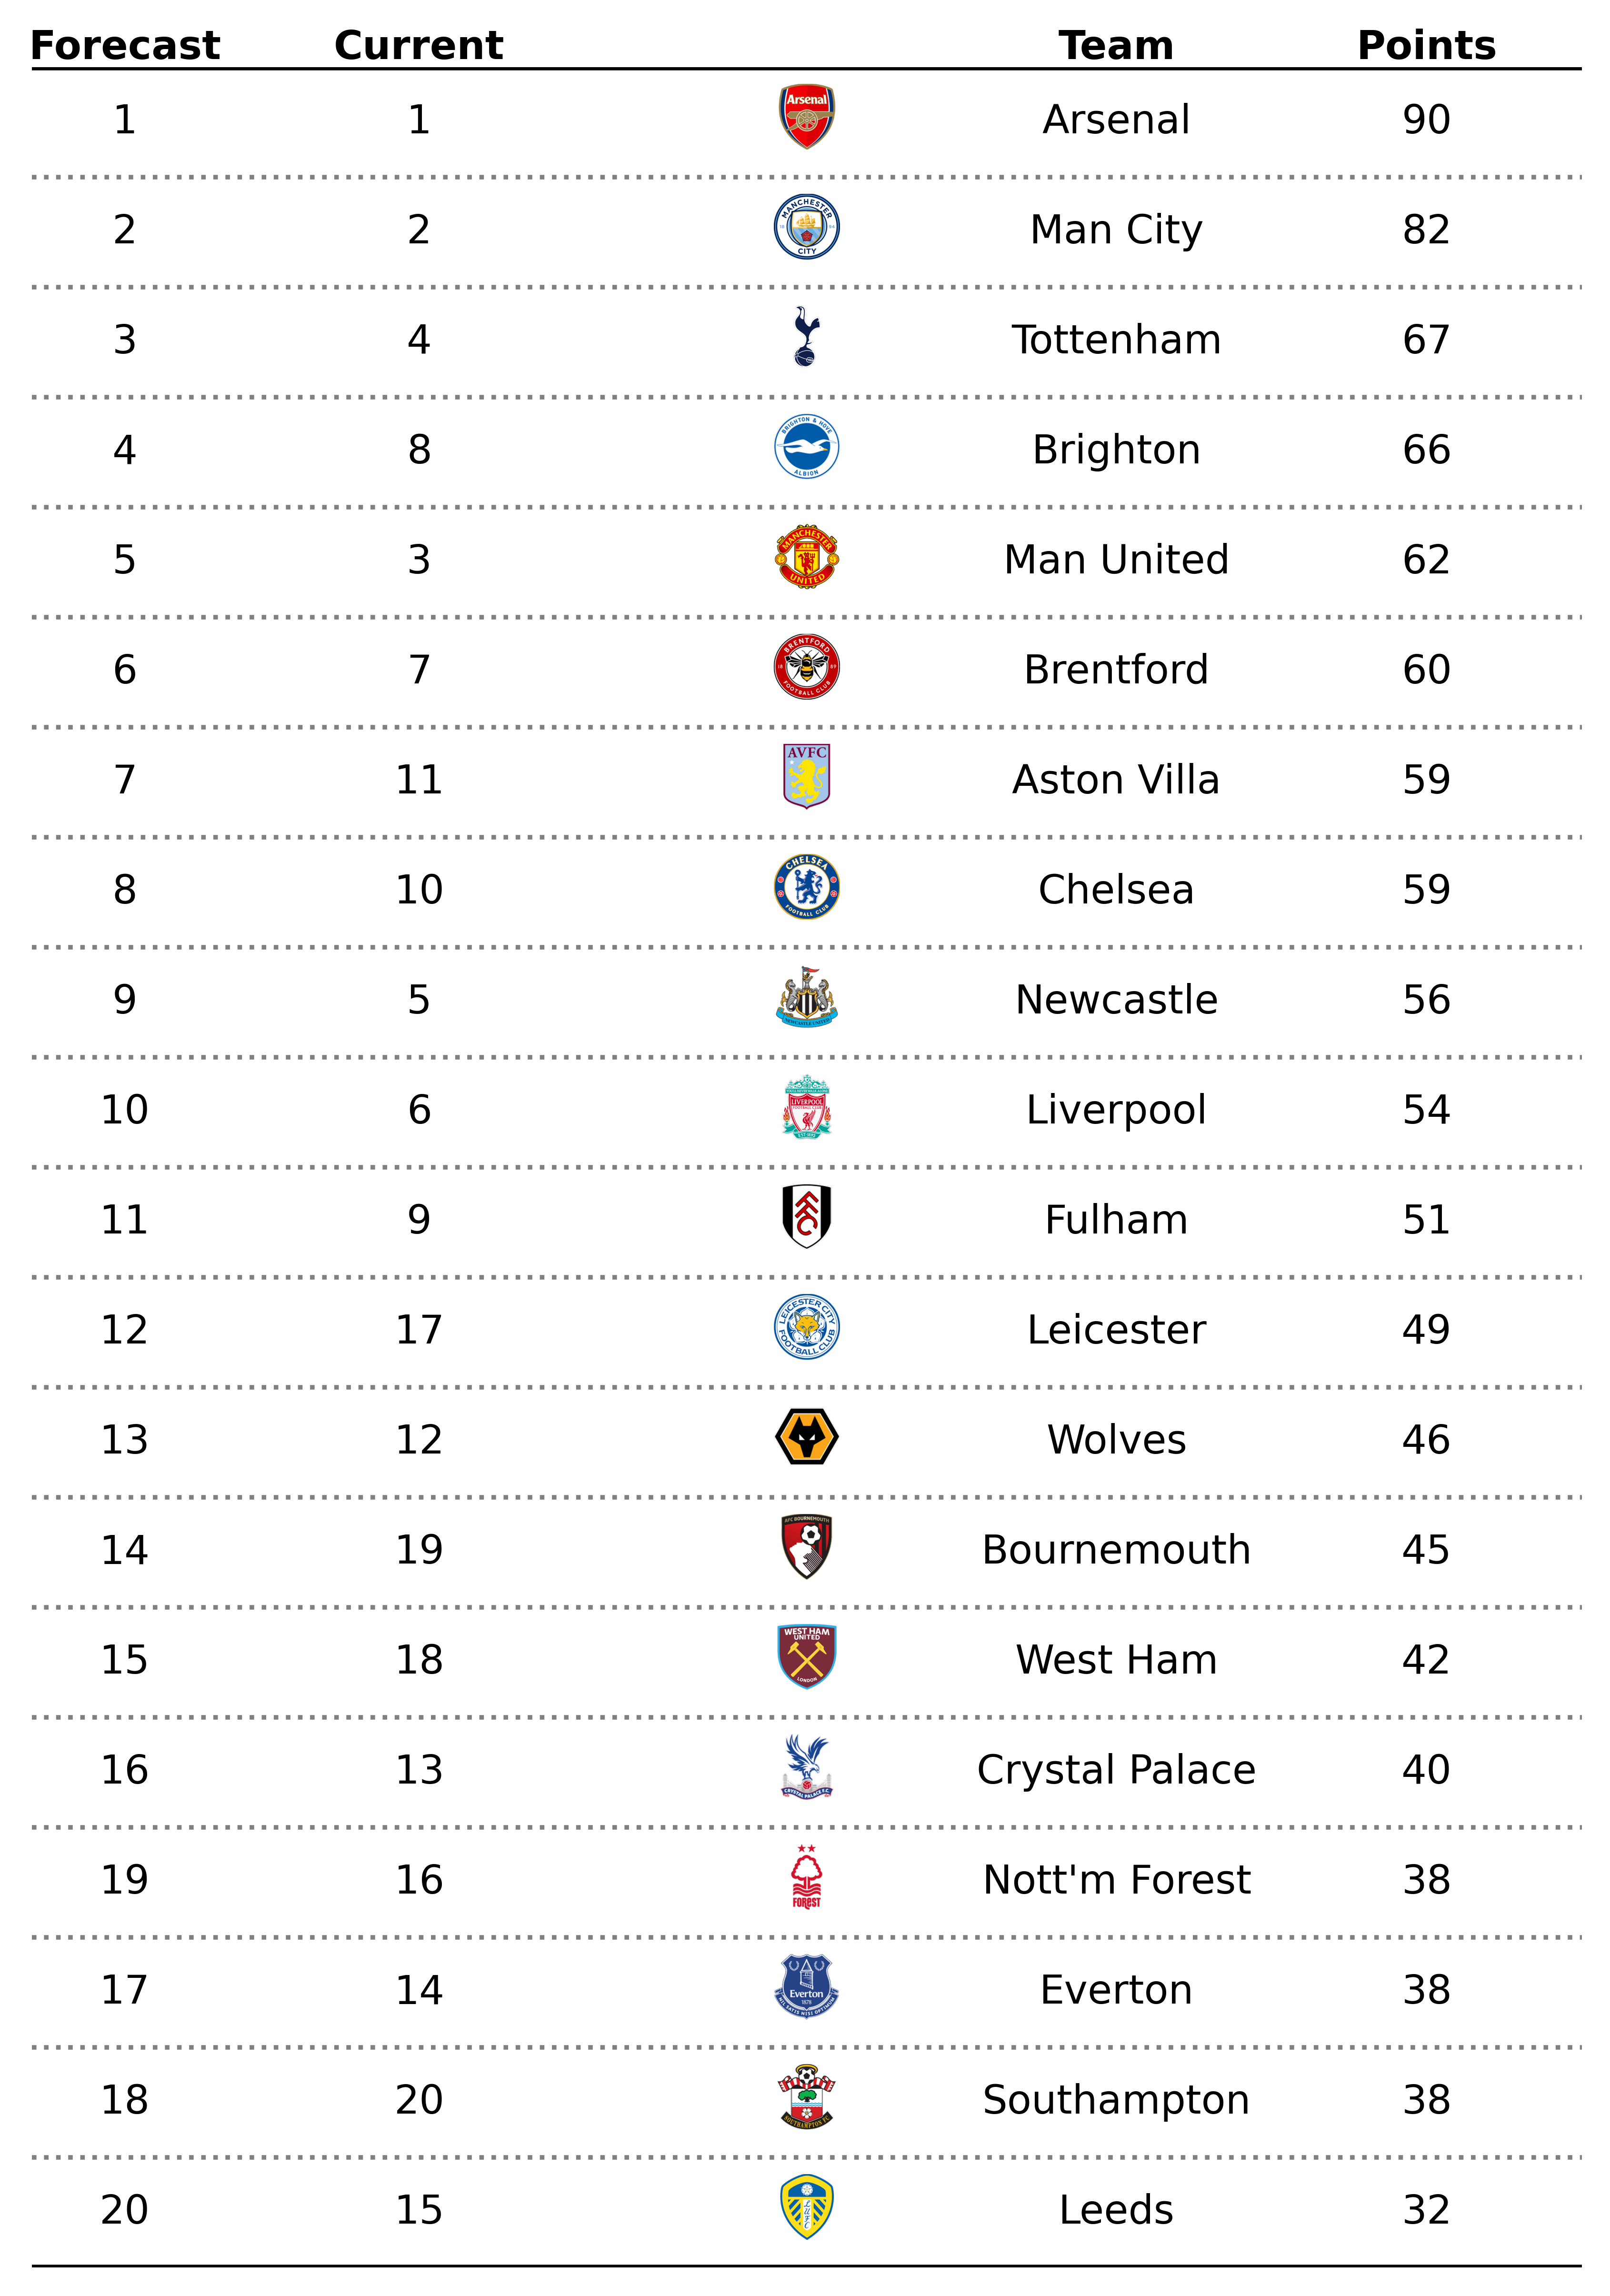 Forecast Current Team Points
1 1 Arsenal Arsenal 90
2 2 MANCHESTER CITY Man City 82
3 4 Tottenham 67
4 8 BRIGHTON & HOVE ALBION Brighton 66
5 3 MANCHESTER UNITED Man United 62
6 7 BRENTFORD FOOTBALL CLUB Brentford 60
7 11 AVFC Aston Villa 59
8 10 CHELSEA FOOTBALL CLUB Chelsea 59
9 5 NEWCASTLE UNITED Newcastle 56
10 6 LIVERPOOL FOOTBALL CLUB Liverpool 54
11 9 FFC Fulham 51
12 17 LEICESTER CITY FOOTBALL CLUB Leicester 49
13 12 Wolves 46
14 19 AFC BOURNEMOUTH Bournemouth 45
15 18 WEST HAM UNITED LONDON West Ham 42
16 13 CRYSTAL PALACE F.C. Crystal Palace 40
19 16 FOREST Nott'm Forest 38
17 14 Everton 1878 Everton 38
18 20 SOUTHAMPTON FC Southampton 38
20 15 LUFC Leeds 32